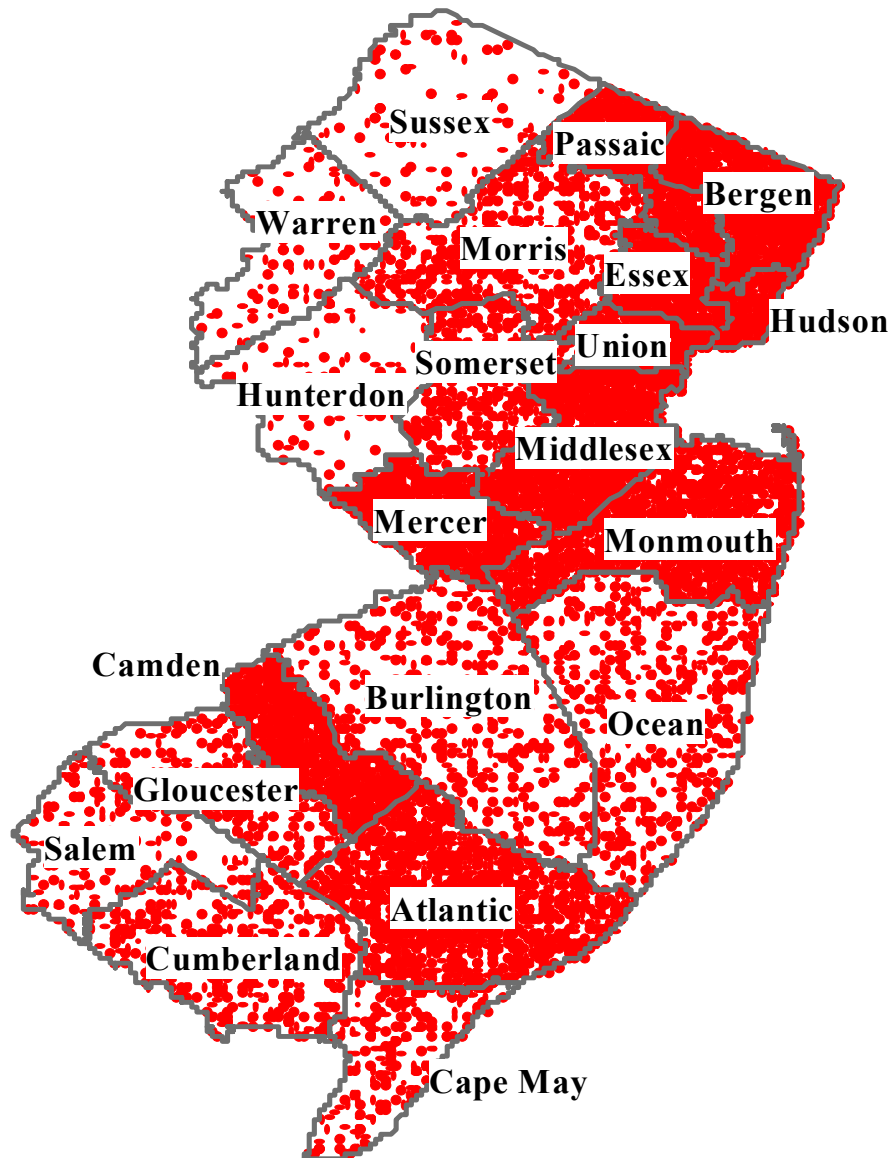 Sussex
Passaic
Bergen
Warren
Morris
Essex
Hudson
Union
Somerset
Hunterdon
Middlesex
Mercer
Monmouth
Camden
Burlington
Ocean
Gloucester
Salem
Atlantic
Cumberland
Cape May